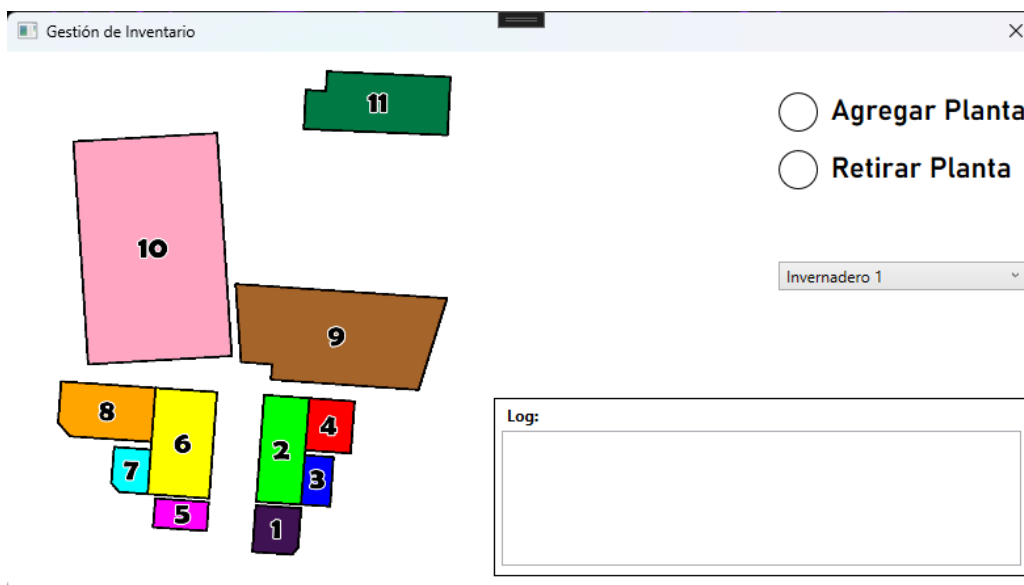 Gestión de Inventario
11
Agregar Planta
Retirar Planta
10
Invernadero 1
9
8
6
7
5
2
4
3
1
Log: